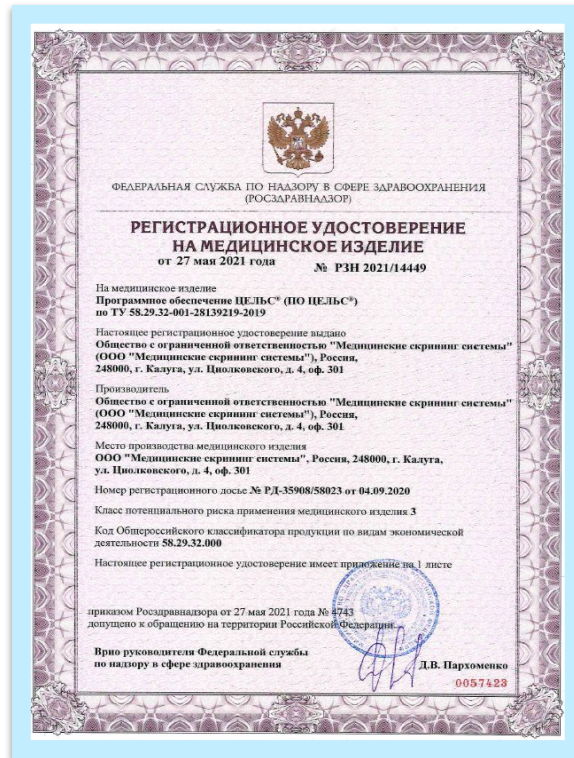 ФЕДЕРАЛЬНАЯ СЛУЖБА ПО НАДЗОРУ В СФЕРЕ ЗДРАВООХРАНЕНИЯ
(РОСЗДРАВНАДЗОР)
РЕГИСТРАЦИОННОЕ УДОСТОВЕРЕНИЕ
НА МЕДИЦИНСКОЕ ИЗДЕЛИЕ
от 27 мая 2021 года № РЗН 2021/14449
На медицинское изделие
Программное обеспечение ЦЕЛЬС® (ПО ЦЕЛЬС®)
по ТУ 58.29.32-001-28139219-2019
Настоящее регистрационное удостоверение выдано
Общество с ограниченной ответственностью "Медицинские скрининг системы"
(ООО "Медицинские скрининг системы"), Россия,
248000, г. Калуга, ул. Циолковского, д. 4, оф. 301
Производитель
Общество с ограниченной ответственностью "Медицинские скрининг системы"
(ООО "Медицинские скрининг системы"), Россия,
248000, г. Калуга, ул. Циолковского, д. 4, оф. 301
Место производства медицинского изделия
ООО "Медицинские скрининг системы", Россия, 248000, г. Калуга,
ул. Циолковского, д. 4, оф. 301
Номер регистрационного досье № РД-35908/58023 от 04.09.2020
Класс потенциального риска применения медицинского изделия 3
Код Общероссийского классификатора продукции по видам экономической
деятельности 58.29.32.000
Настоящее регистрационное удостоверение имеет приложение на 1 листе
приказом Росздравнадзора от 27 мая 2021 года № 4743
допущено к обращению на территории Российской Федерации.
Врио руководителя Федеральной службы
по надзору в сфере здравоохранения
Д.В. Пархоменко
0057423